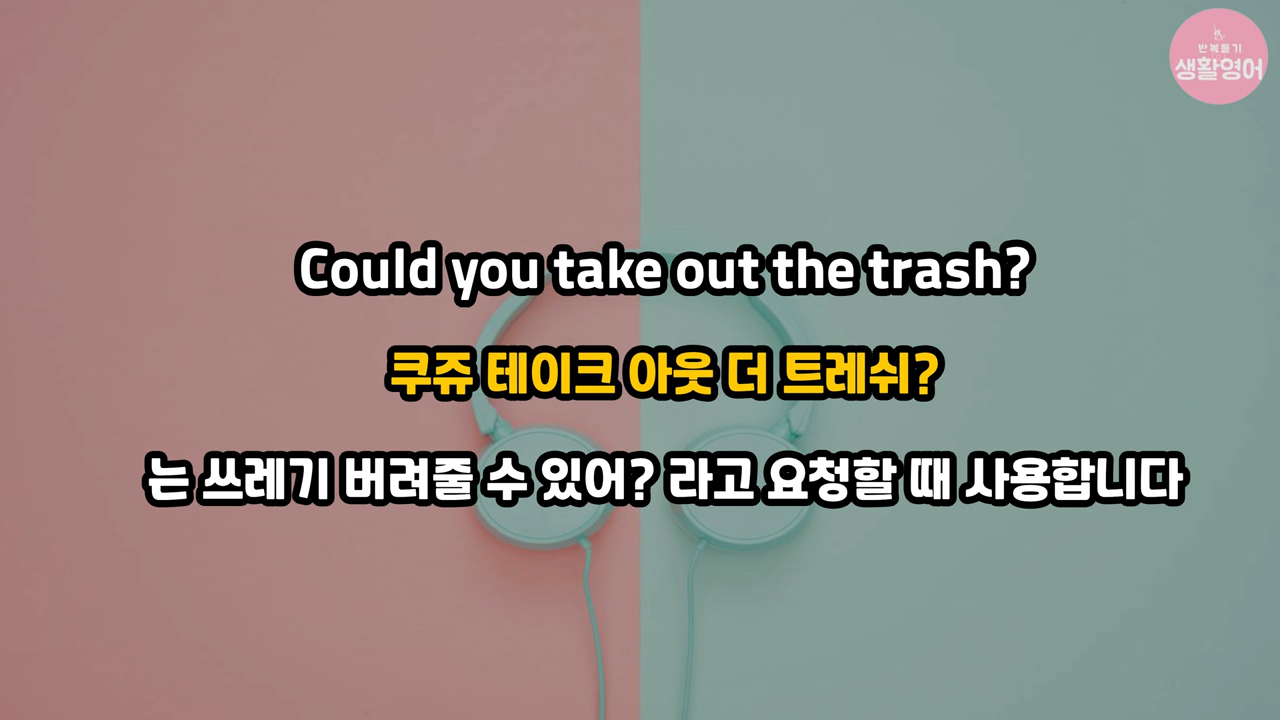 반복듣기
생활영어
Could you take out the trash?
쿠쥬 테이크 아웃 더 트레쉬?
는 쓰레기 버려줄 수 있어? 라고 요청할 때 사용합니다